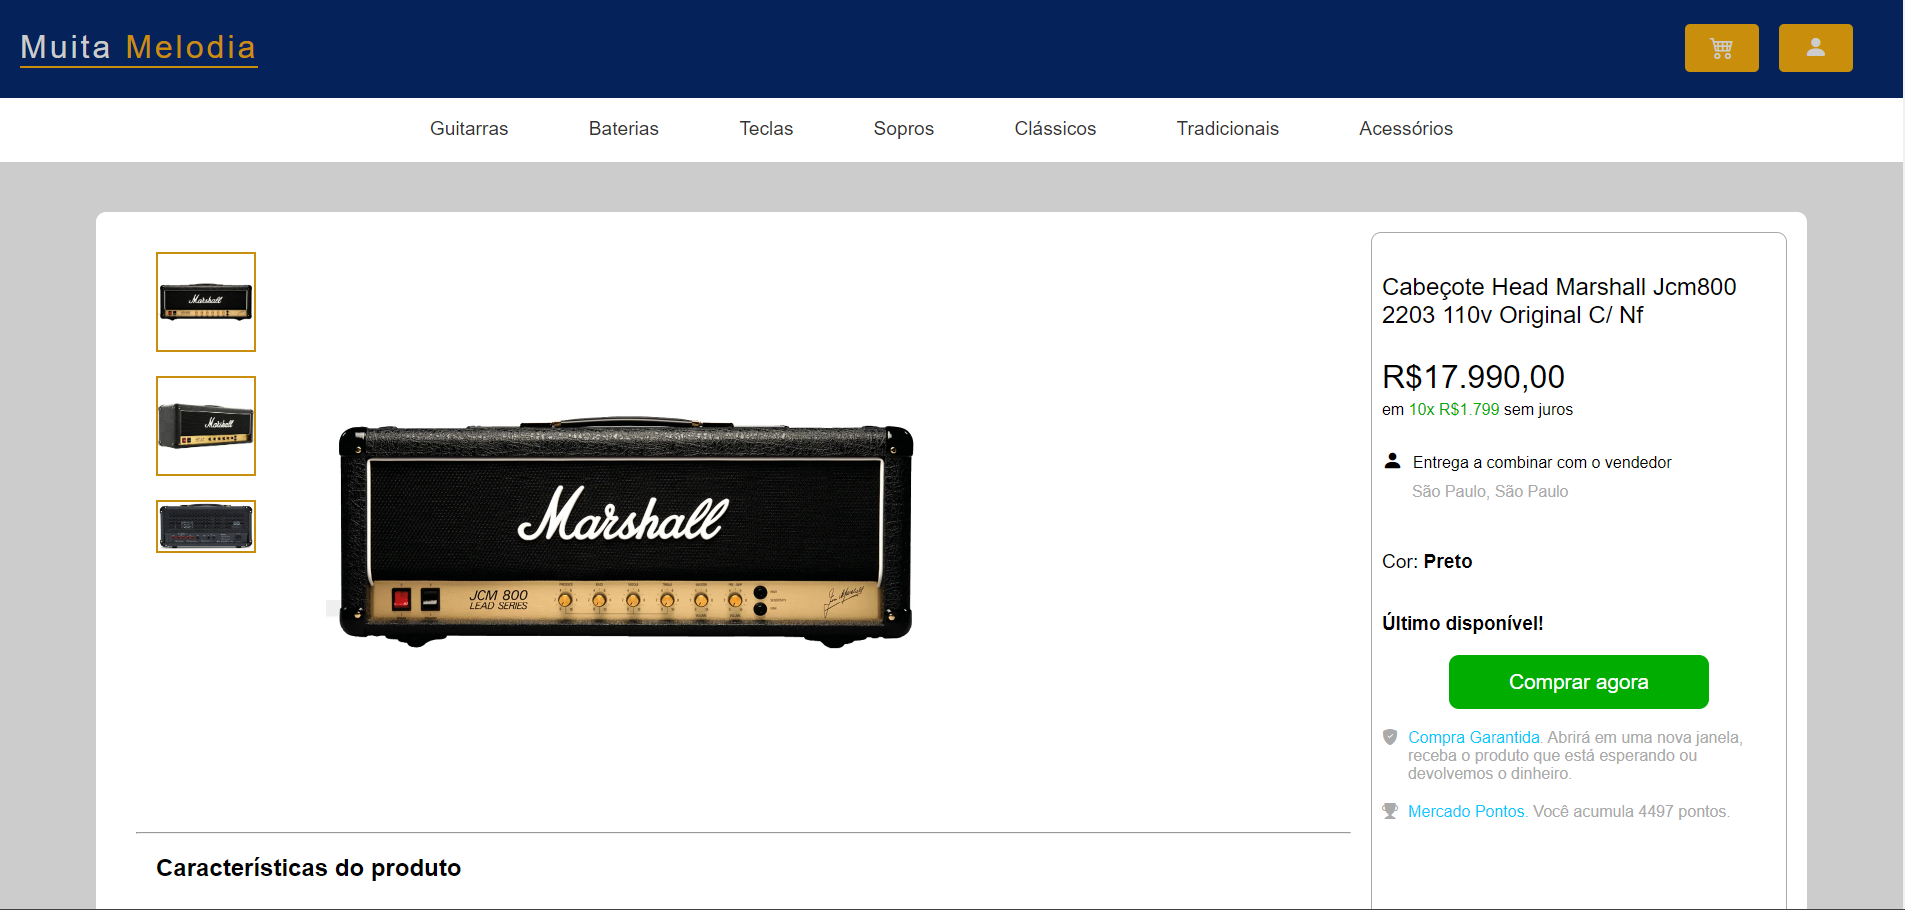 Muita Melodia
Guitarras Baterias Teclas Sopros Clássicos Tradicionais Acessórios
Marshall
Marshall
Marshall
JCM 800
LEAD SERIES
Cabeçote Head Marshall Jcm800
2203 110v Original C/ Nf
R$17.990,00
em 10x R$1.799 sem juros
Entrega a combinar com o vendedor
São Paulo, São Paulo
Cor: Preto
Último disponível!
Comprar agora
Compra Garantida. Abrirá em uma nova janela,
receba o produto que está esperando ou
devolvemos o dinheiro.
Mercado Pontos. Você acumula 4497 pontos.
Características do produto